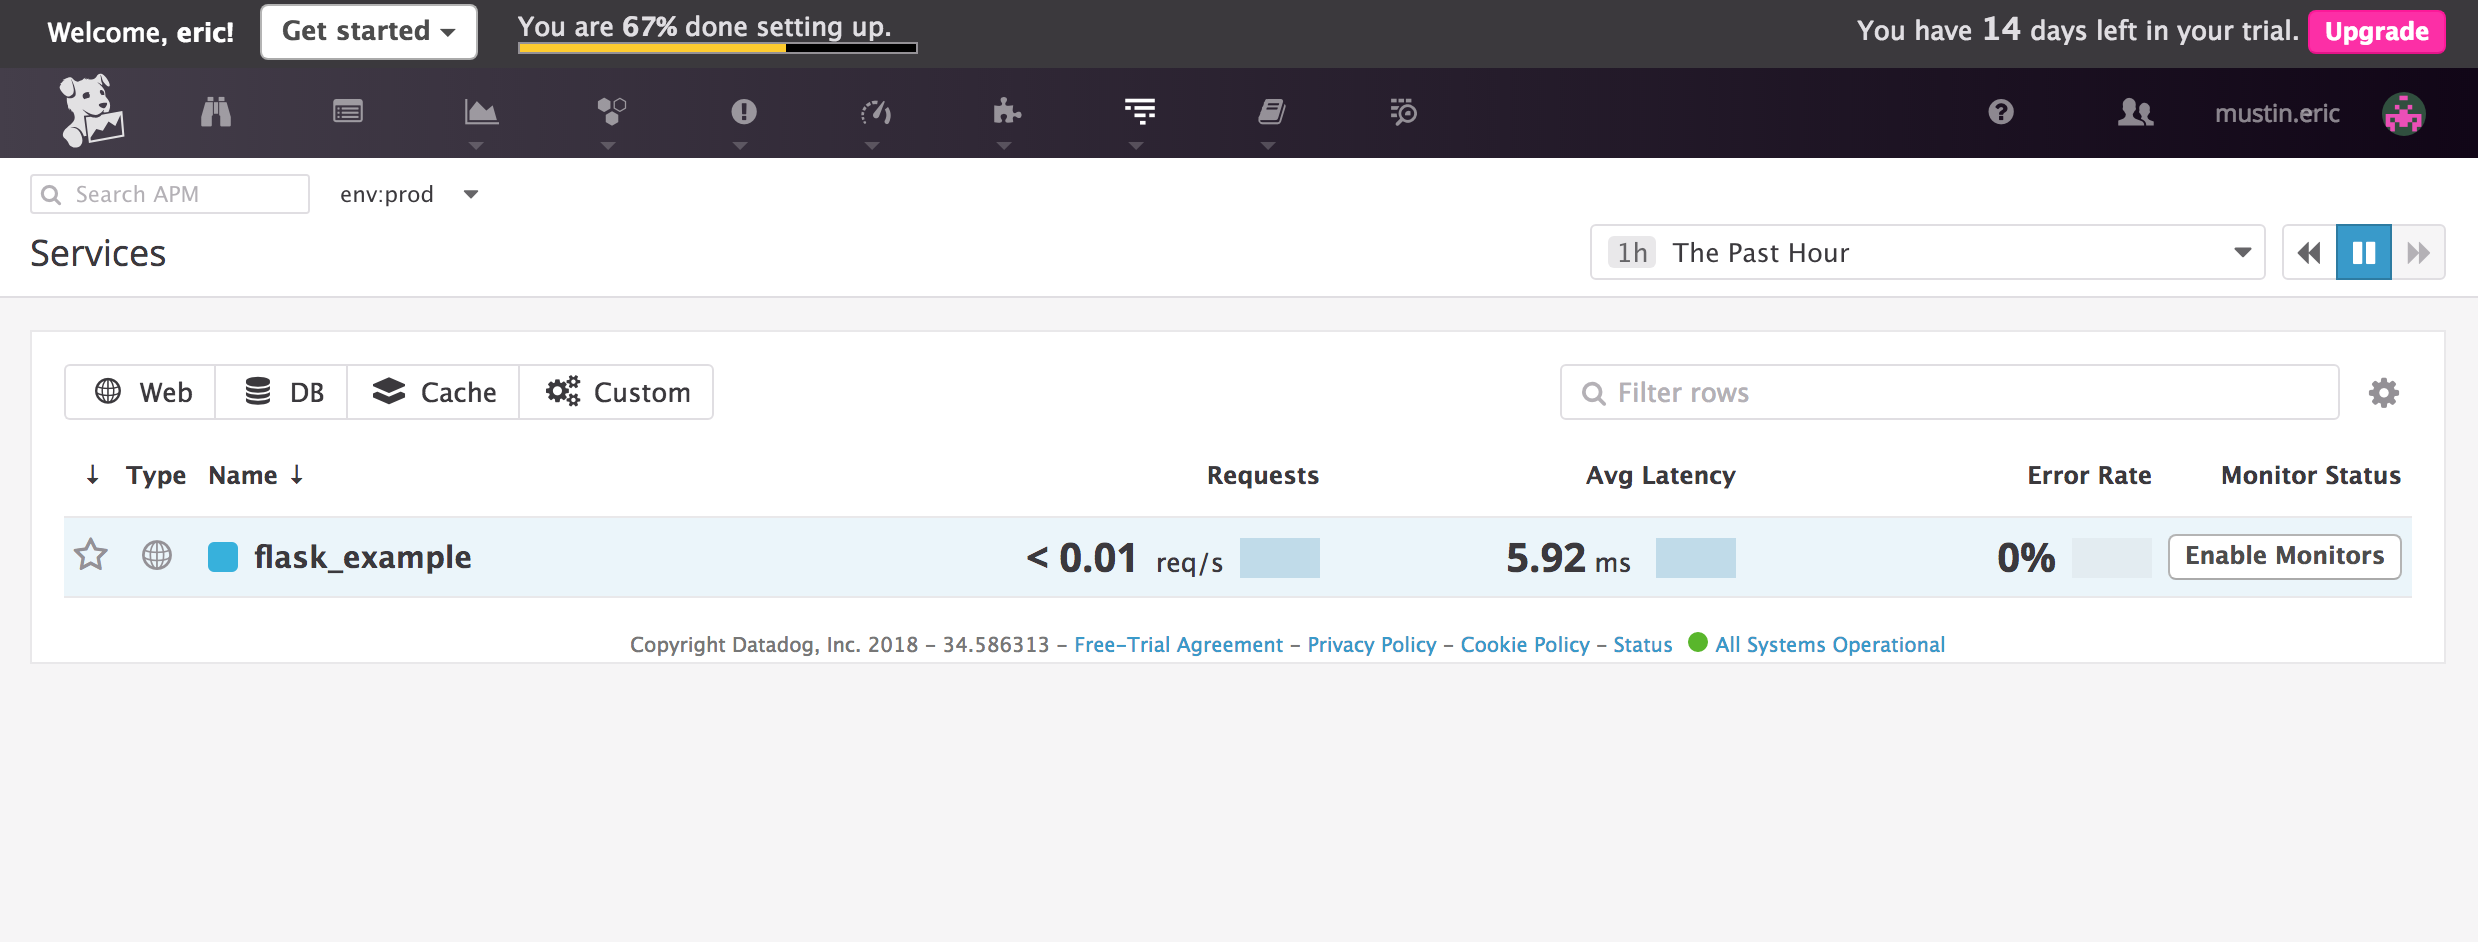 Welcome, eric! Get started You are 67% done setting up. You have 14 days left in your trial. Upgrade
mustin.eric
Search APM env:prod
Services 1h The Past Hour
Web DB Cache Custom Filter rows
↓ Type Name ↓ Requests Avg Latency Error Rate Monitor Status
flask_example < 0.01 req/s 5.92 ms 0% Enable Monitors
Copyright Datadog, Inc. 2018 – 34.586313 – Free-Trial Agreement – Privacy Policy – Cookie Policy – Status All Systems Operational